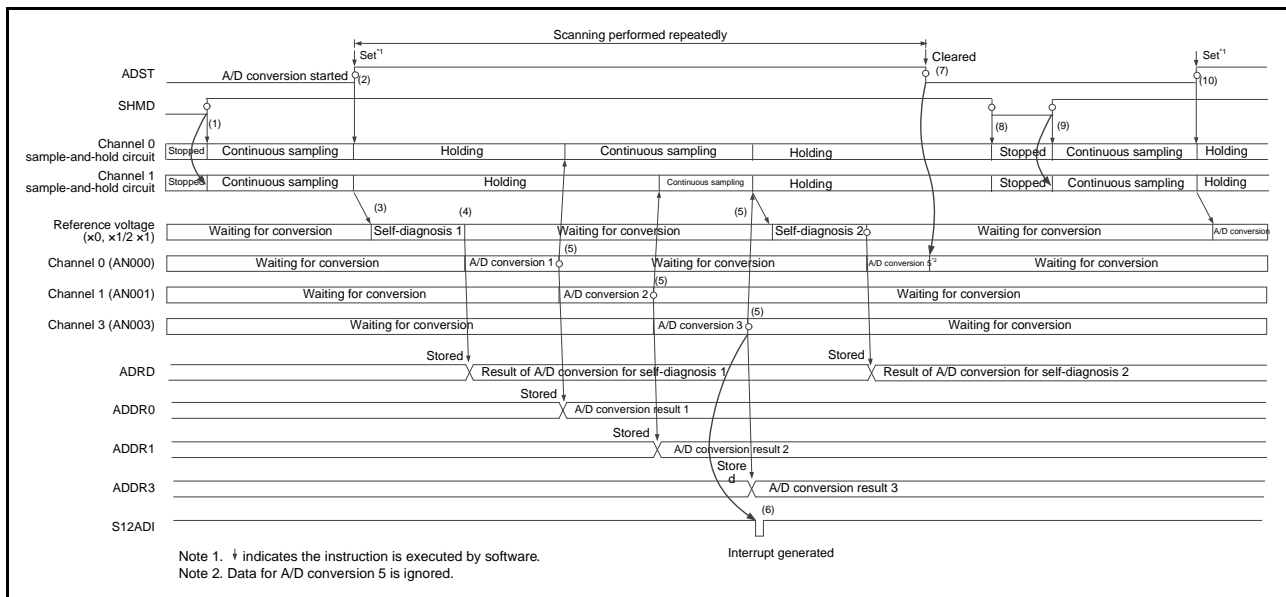 Scanning performed repeatedly
Set*1
Cleared
Set*1
ADST
A/D conversion started
(2)
(7)
(10)
SHMD
(1)
(8)
(9)
Channel 0
sample-and-hold circuit
Stopped
Continuous sampling
Holding
Continuous sampling
Holding
Stopped
Continuous sampling
Holding
Channel 1
sample-and-hold circuit
Stopped
Continuous sampling
Holding
Continuous sampling
Holding
Stopped
Continuous sampling
Holding
(3)
(4)
(5)
Reference voltage
(×0, ×1/2 ×1)
Waiting for conversion
Self-diagnosis 1
Waiting for conversion
Self-diagnosis 2
Waiting for conversion
A/D conversion
(5)
Channel 0 (AN000)
Waiting for conversion
A/D conversion 1
Waiting for conversion
A/D conversion 5*2
Waiting for conversion
(5)
Channel 1 (AN001)
Waiting for conversion
A/D conversion 2
Waiting for conversion
(5)
Channel 3 (AN003)
Waiting for conversion
A/D conversion 3
Waiting for conversion
Stored
Stored
ADRD
Result of A/D conversion for self-diagnosis 1
Result of A/D conversion for self-diagnosis 2
Stored
ADDR0
A/D conversion result 1
Stored
ADDR1
A/D conversion result 2
Store
d
ADDR3
A/D conversion result 3
S12ADI
(6)
Interrupt generated
Note 1. ↓ indicates the instruction is executed by software.
Note 2. Data for A/D conversion 5 is ignored.